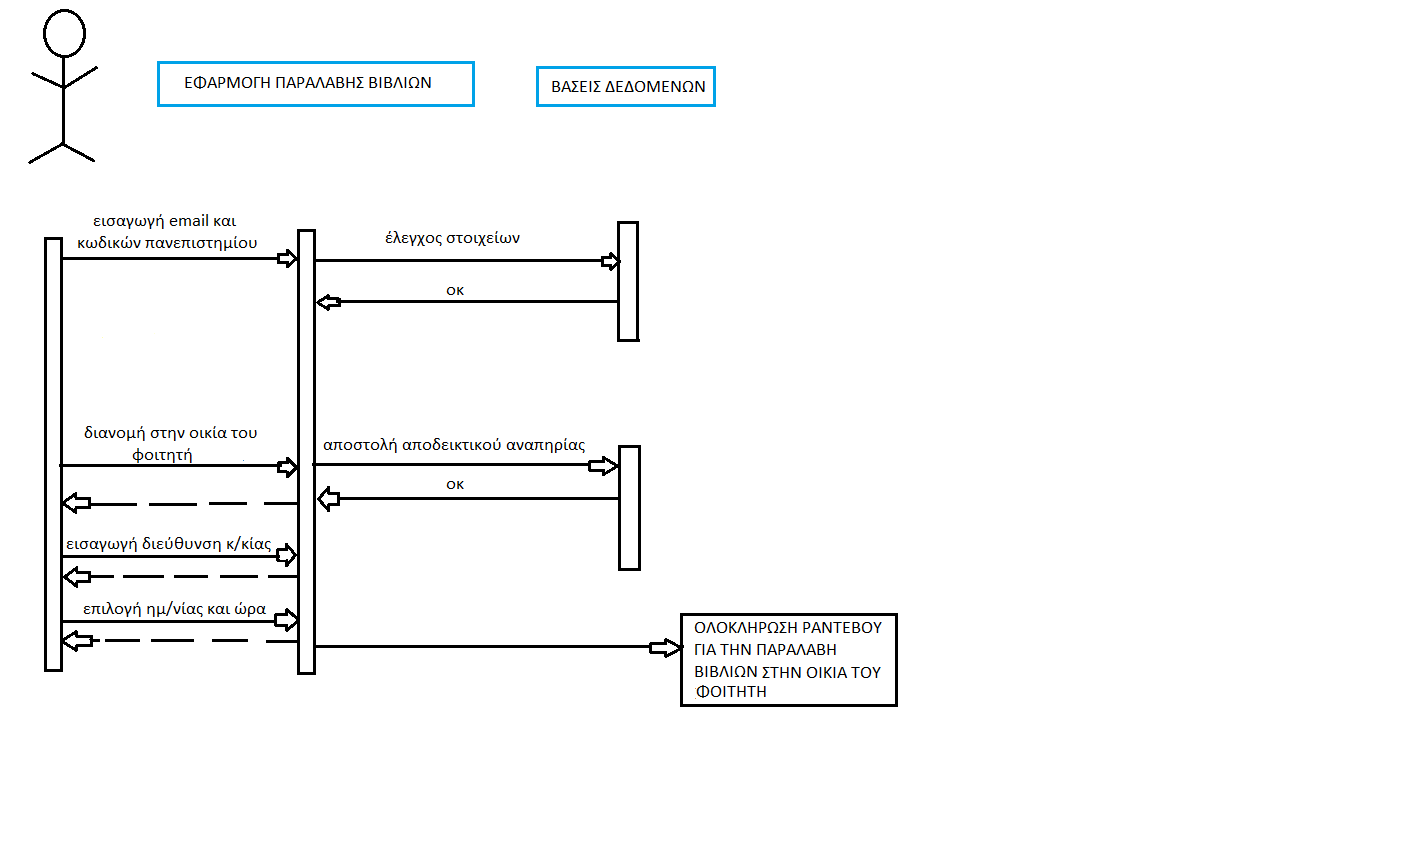 ΕΦΑΡΜΟΓΗ ΠΑΡΑΛΑΒΗΣ ΒΙΒΛΙΩΝ
ΒΑΣΕΙΣ ΔΕΔΟΜΕΝΩΝ
εισαγωγή email και
κωδικών πανεπιστημίου
έλεγχος στοιχείων
οκ
διανομή στην οικία του
φοιτητή
αποστολή αποδεικτικού αναπηρίας
οκ
εισαγωγή διεύθυνση κ/κίας
επιλογή ημ/νίας και ώρα
ΟΛΟΚΛΗΡΩΣΗ ΡΑΝΤΕΒΟΥ
ΓΙΑ ΤΗΝ ΠΑΡΑΛΑΒΗ
ΒΙΒΛΙΩΝ ΣΤΗΝ ΟΙΚΙΑ ΤΟΥ
ΦΟΙΤΗΤΗ